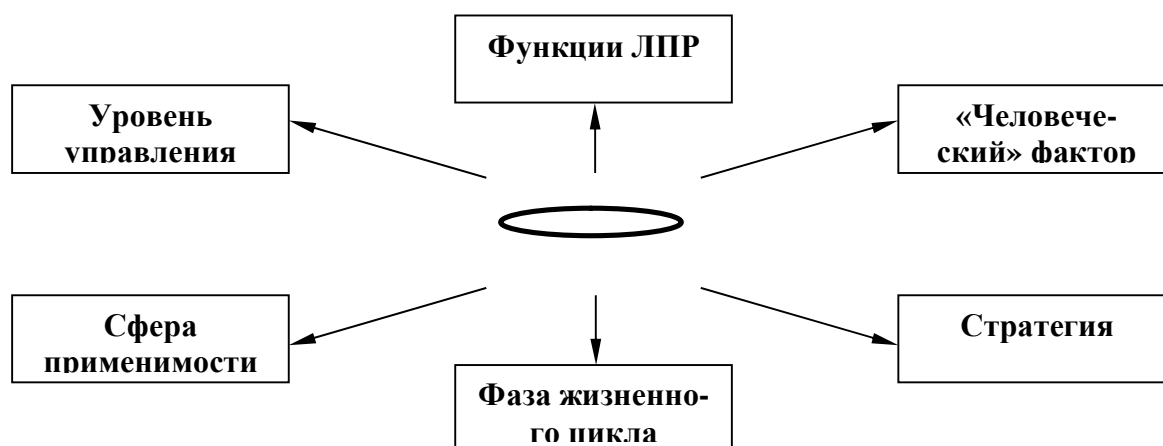 Функции ЛПР
Уровень
управления
«Человече-
ский» фактор
Сфера
применимости
Стратегия
Фаза жизненно-
го цикла